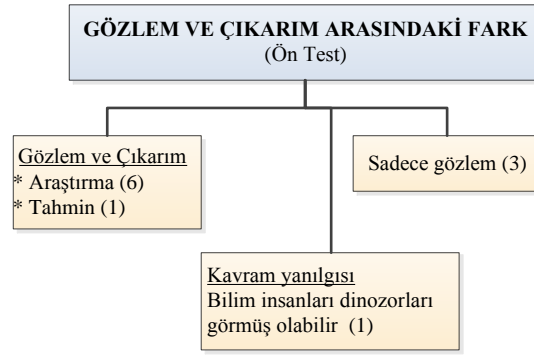 GÖZLEM VE ÇIKARIM ARASINDAKİ FARK
(Ön Test)
Gözlem ve Çıkarım
* Araştırma (6)
* Tahmin (1)
Sadece gözlem (3)
Kavram yanılgısı
Bilim insanları dinozorları
görmüş olabilir (1)